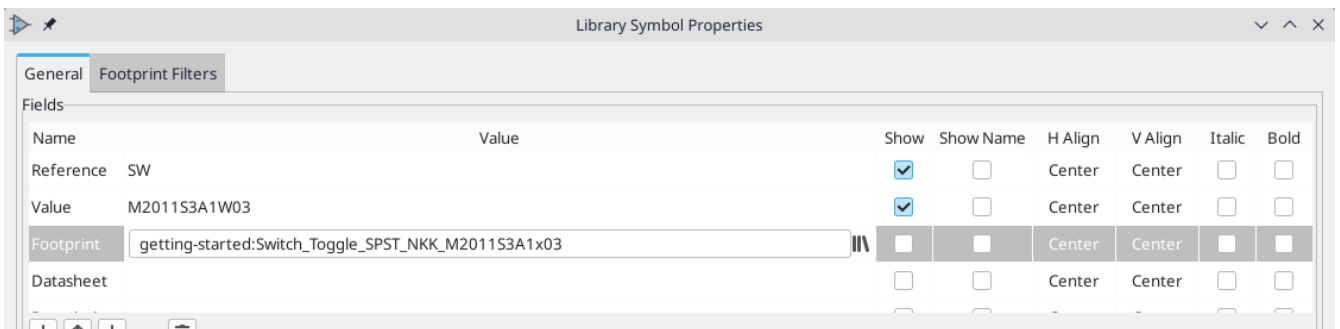 Library Symbol Properties
General Footprint Filters
Fields
Name Value Show Show Name H Align V Align Italic Bold
Reference SW Center Center
Value M2011S3A1W03 Center Center
Footprint getting-started:Switch_Toggle_SPST_NKK_M2011S3A1x03 Center Center
Datasheet Center Center